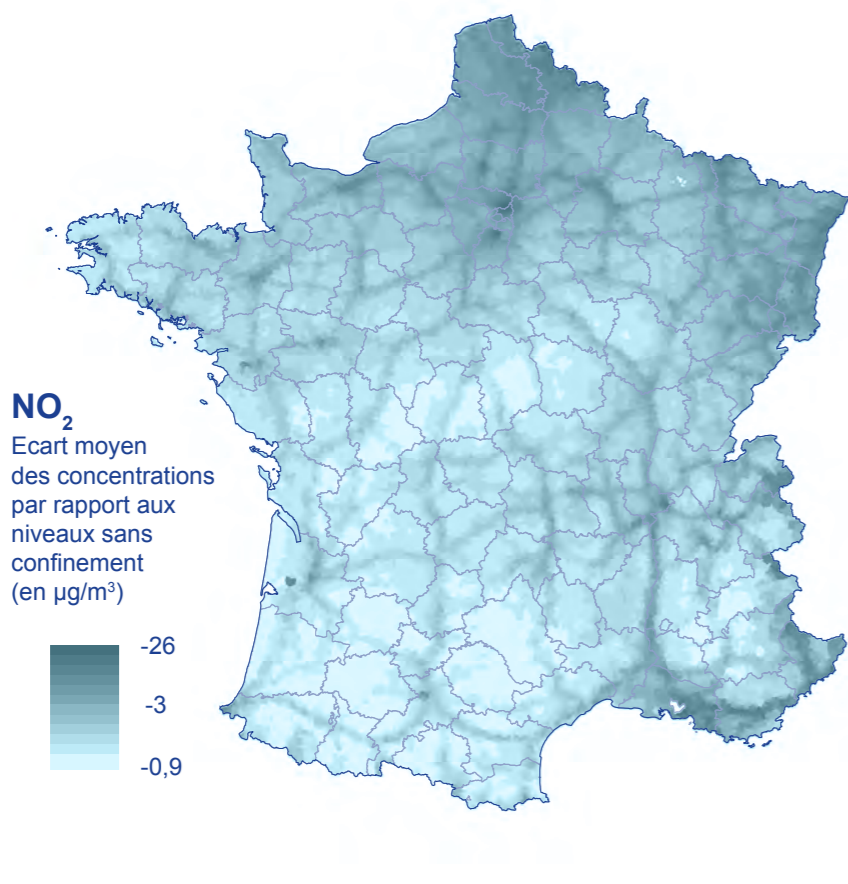 NO₂
Ecart moyen
des concentrations
par rapport aux
niveaux sans
confinement
(en µg/m³)
-26
-3
-0,9